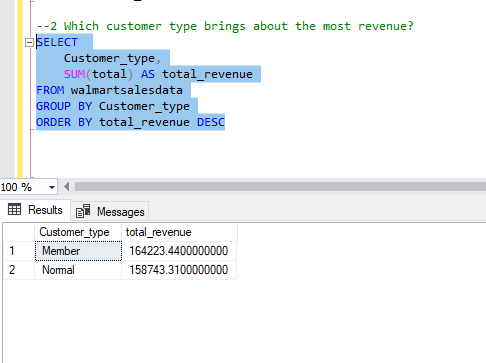 --2 Which customer type brings about the most revenue?
SELECT
Customer_type,
SUM(total) AS total_revenue
FROM walmartsalesdata
GROUP BY Customer_type
ORDER BY total_revenue DESC
100 %
Results Messages
Customer_type total_revenue
1 Member 164223.4400000000
2 Normal 158743.3100000000